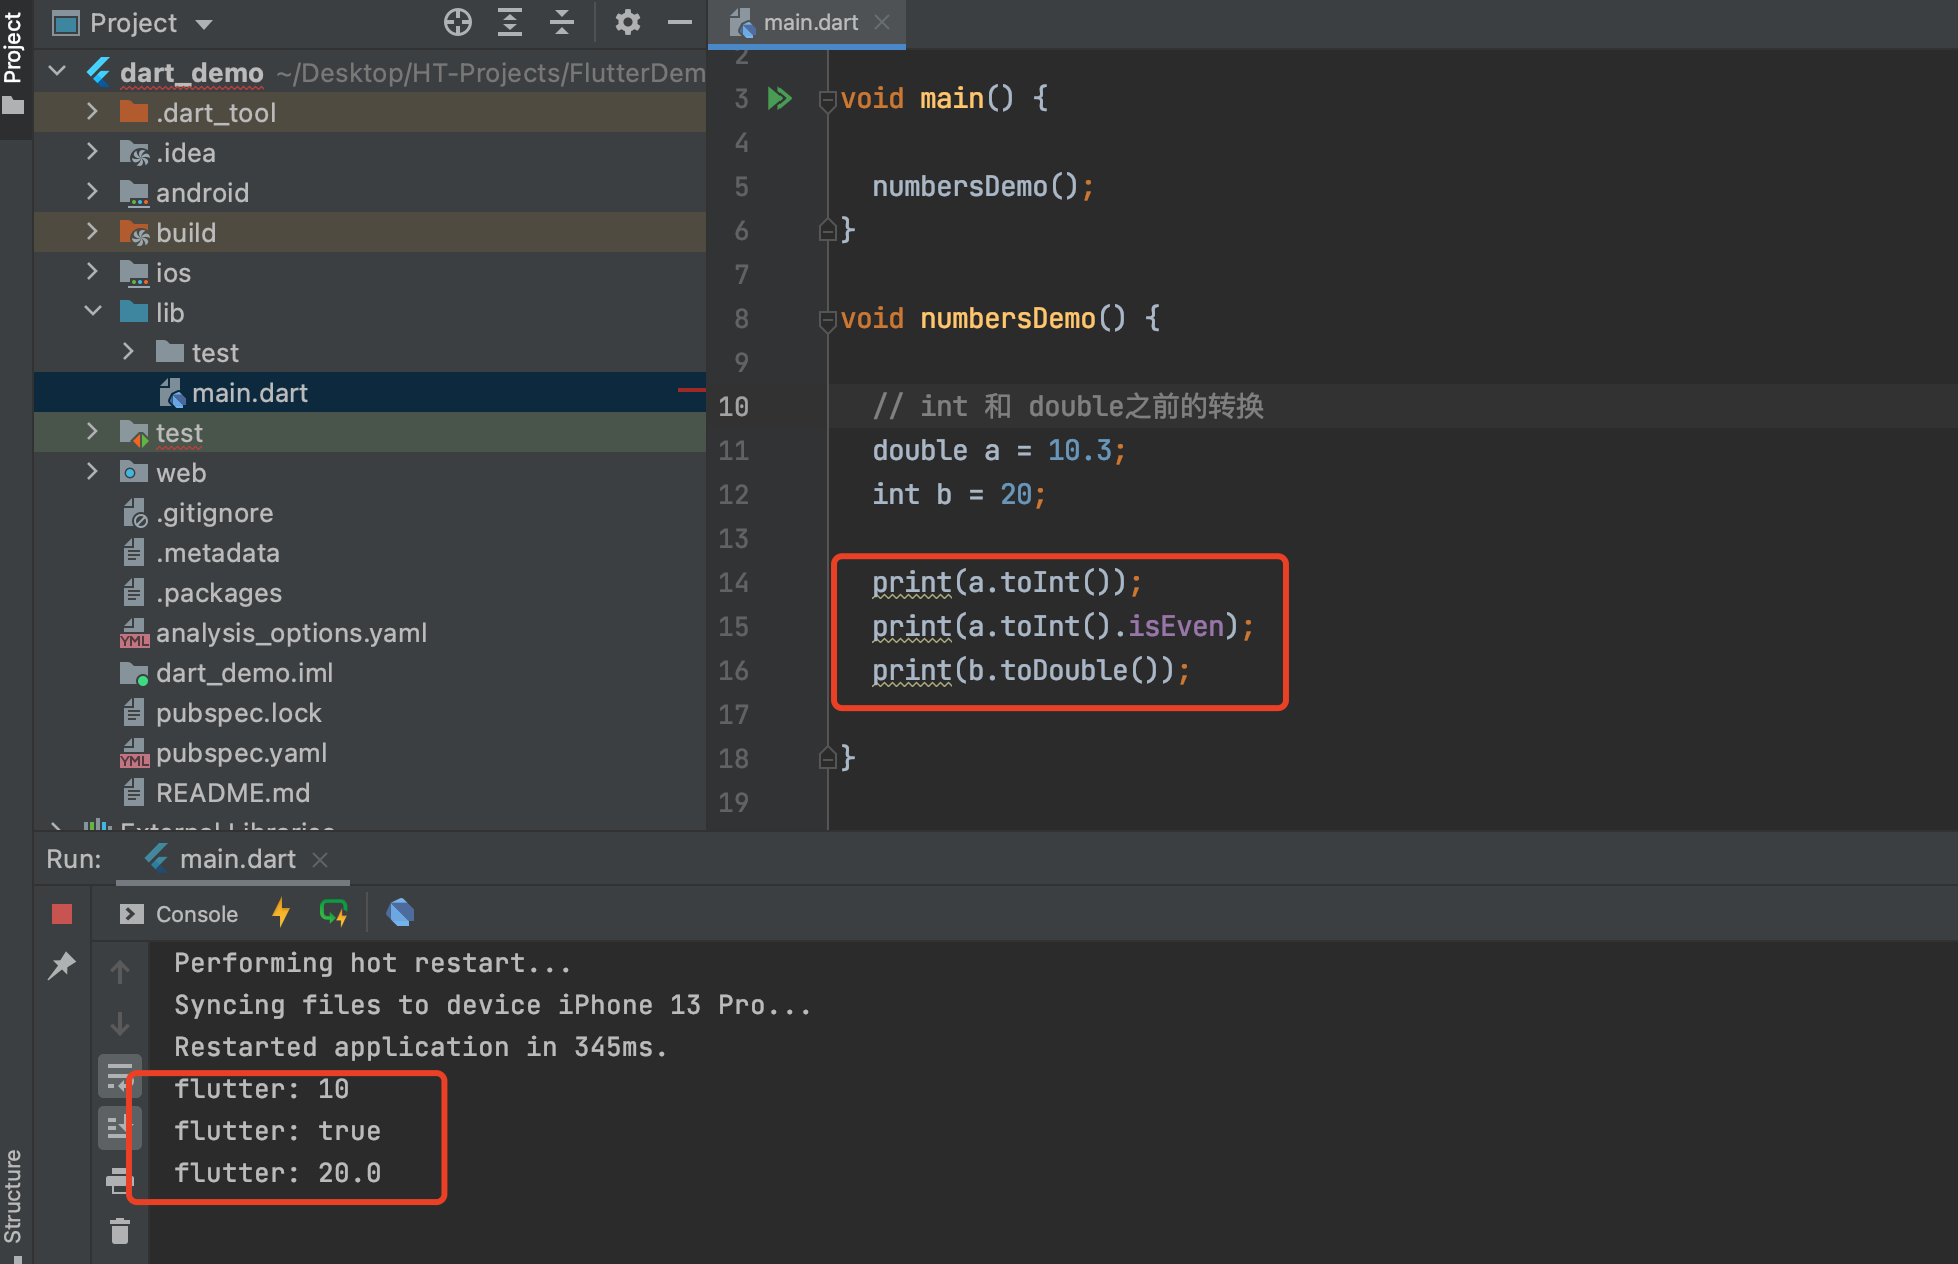 Project
Project
dart_demo ~/Desktop/HT-Projects/FlutterDem
.dart_tool
.idea
android
build
ios
lib
test
main.dart
test
web
.gitignore
.metadata
.packages
YML analysis_options.yaml
dart_demo.iml
pubspec.lock
YML pubspec.yaml
README.md
External Libraries
main.dart
2
3 void main() {
4
5 numbersDemo();
6 }
7
8 void numbersDemo() {
9
10 // int 和 double之前的转换
11 double a = 10.3;
12 int b = 20;
13
14 print(a.toInt());
15 print(a.toInt().isEven);
16 print(b.toDouble());
17
18 }
19
Run: main.dart
Console
Performing hot restart...
Syncing files to device iPhone 13 Pro...
Restarted application in 345ms.
flutter: 10
flutter: true
flutter: 20.0
Structure